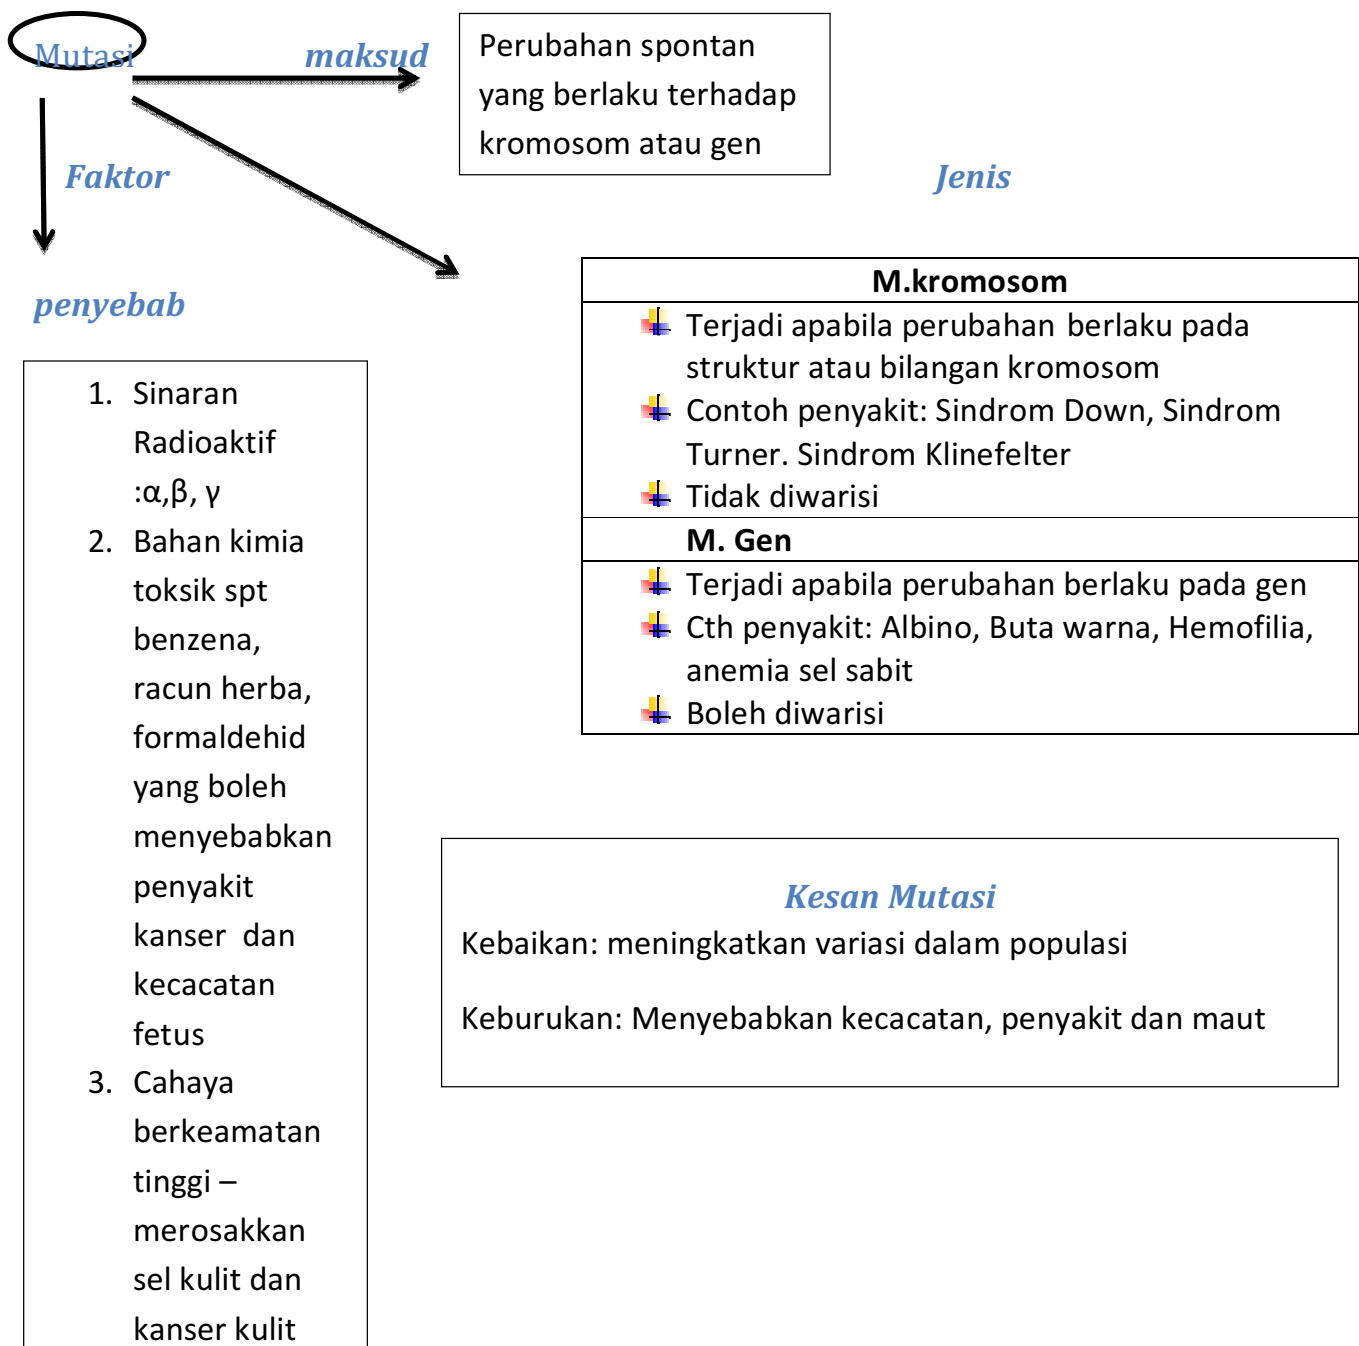 Mutasi
maksud
Perubahan spontan
yang berlaku terhadap
kromosom atau gen
Faktor
penyebab
1. Sinaran
Radioaktif
:α,β, γ
2. Bahan kimia
toksik spt
benzena,
racun herba,
formaldehid
yang boleh
menyebabkan
penyakit
kanser dan
kecacatan
fetus
3. Cahaya
berkeamatan
tinggi –
merosakkan
sel kulit dan
kanser kulit
Jenis
M.kromosom
Terjadi apabila perubahan berlaku pada
struktur atau bilangan kromosom
Contoh penyakit: Sindrom Down, Sindrom
Turner. Sindrom Klinefelter
Tidak diwarisi
M. Gen
Terjadi apabila perubahan berlaku pada gen
Cth penyakit: Albino, Buta warna, Hemofilia,
anemia sel sabit
Boleh diwarisi
Kesan Mutasi
Kebaikan: meningkatkan variasi dalam populasi
Keburukan: Menyebabkan kecacatan, penyakit dan maut